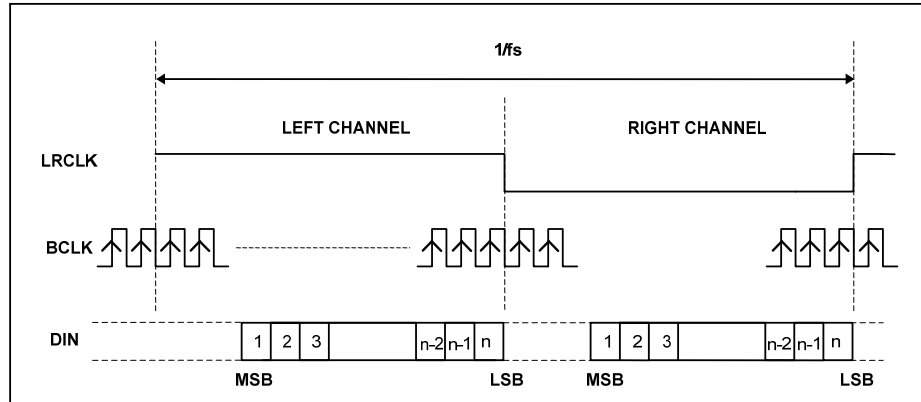 1/fs
LEFT CHANNEL RIGHT CHANNEL
LRCLK
BCLK
DIN 1 2 3 n-2 n-1 n 1 2 3 n-2 n-1 n
MSB LSB MSB LSB